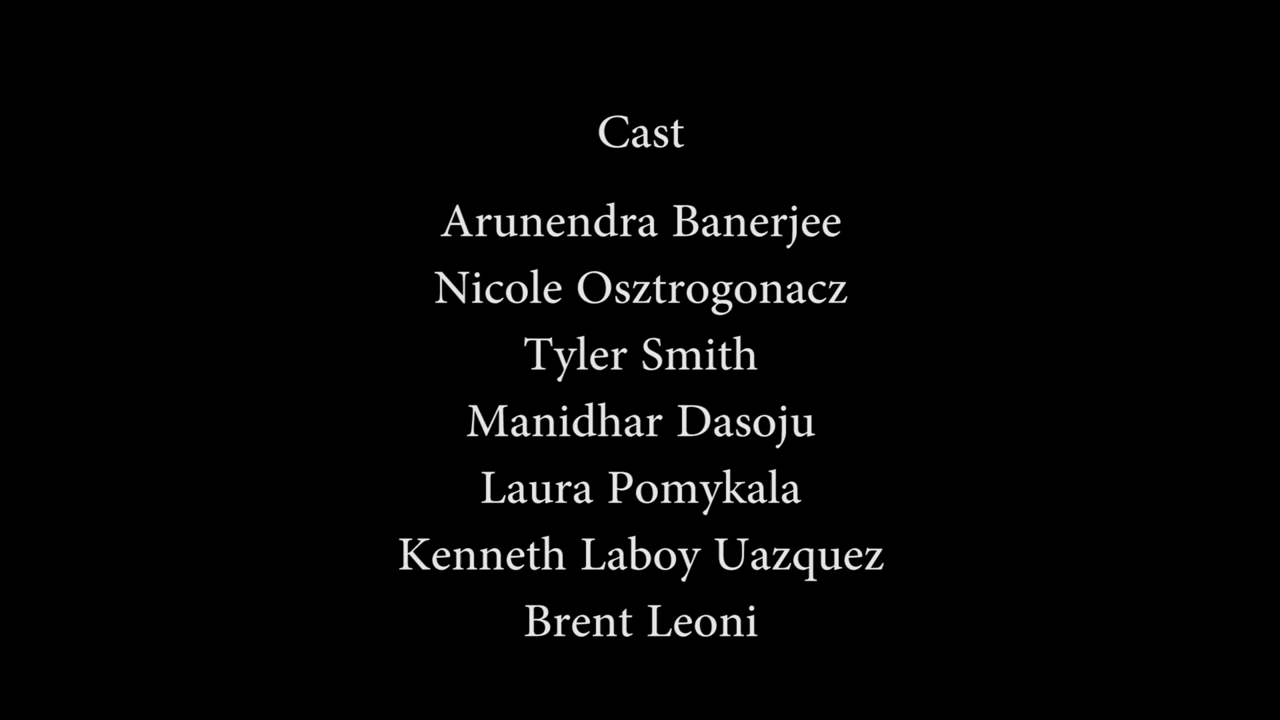 Cast
Arunendra Banerjee
Nicole Osztrogonacz
Tyler Smith
Manidhar Dasoju
Laura Pomykala
Kenneth Laboy Uazquez
Brent Leoni